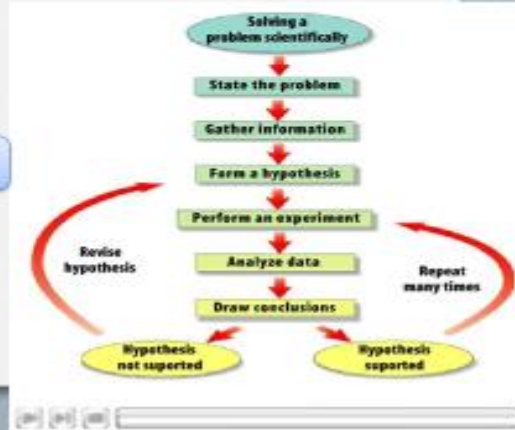 Solving a
problem scientifically
State the problem
Gather information
Form a hypothesis
Perform an experiment
Analyze data
Draw conclusions
Revise
hypothesis
Repeat
many times
Hypothesis
not suported
Hypothesis
suported